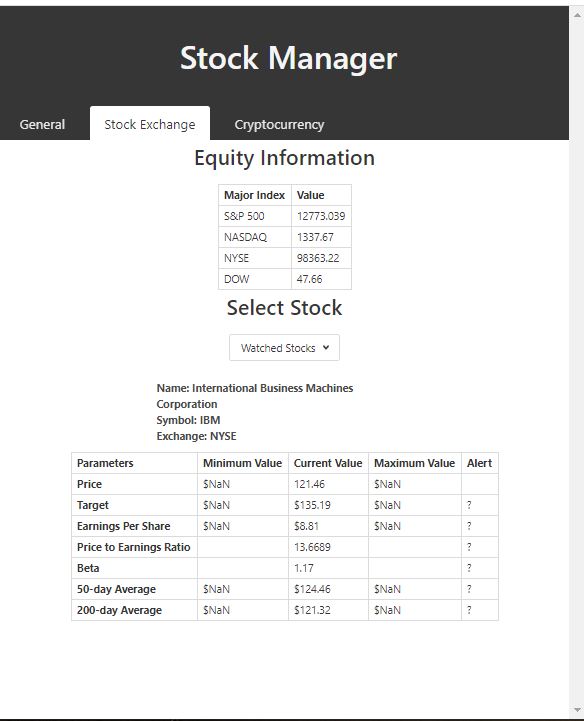 Stock Manager
General Stock Exchange Cryptocurrency
Equity Information
Major Index Value
S&P 500 12773.039
NASDAQ 1337.67
NYSE 98363.22
DOW 47.66
Select Stock
Watched Stocks
Name: International Business Machines
Corporation
Symbol: IBM
Exchange: NYSE
Parameters Minimum Value Current Value Maximum Value Alert
Price $NaN 121.46 $NaN
Target $NaN $135.19 $NaN ?
Earnings Per Share $NaN $8.81 $NaN ?
Price to Earnings Ratio 13.6689 ?
Beta 1.17 ?
50-day Average $NaN $124.46 $NaN ?
200-day Average $NaN $121.32 $NaN ?